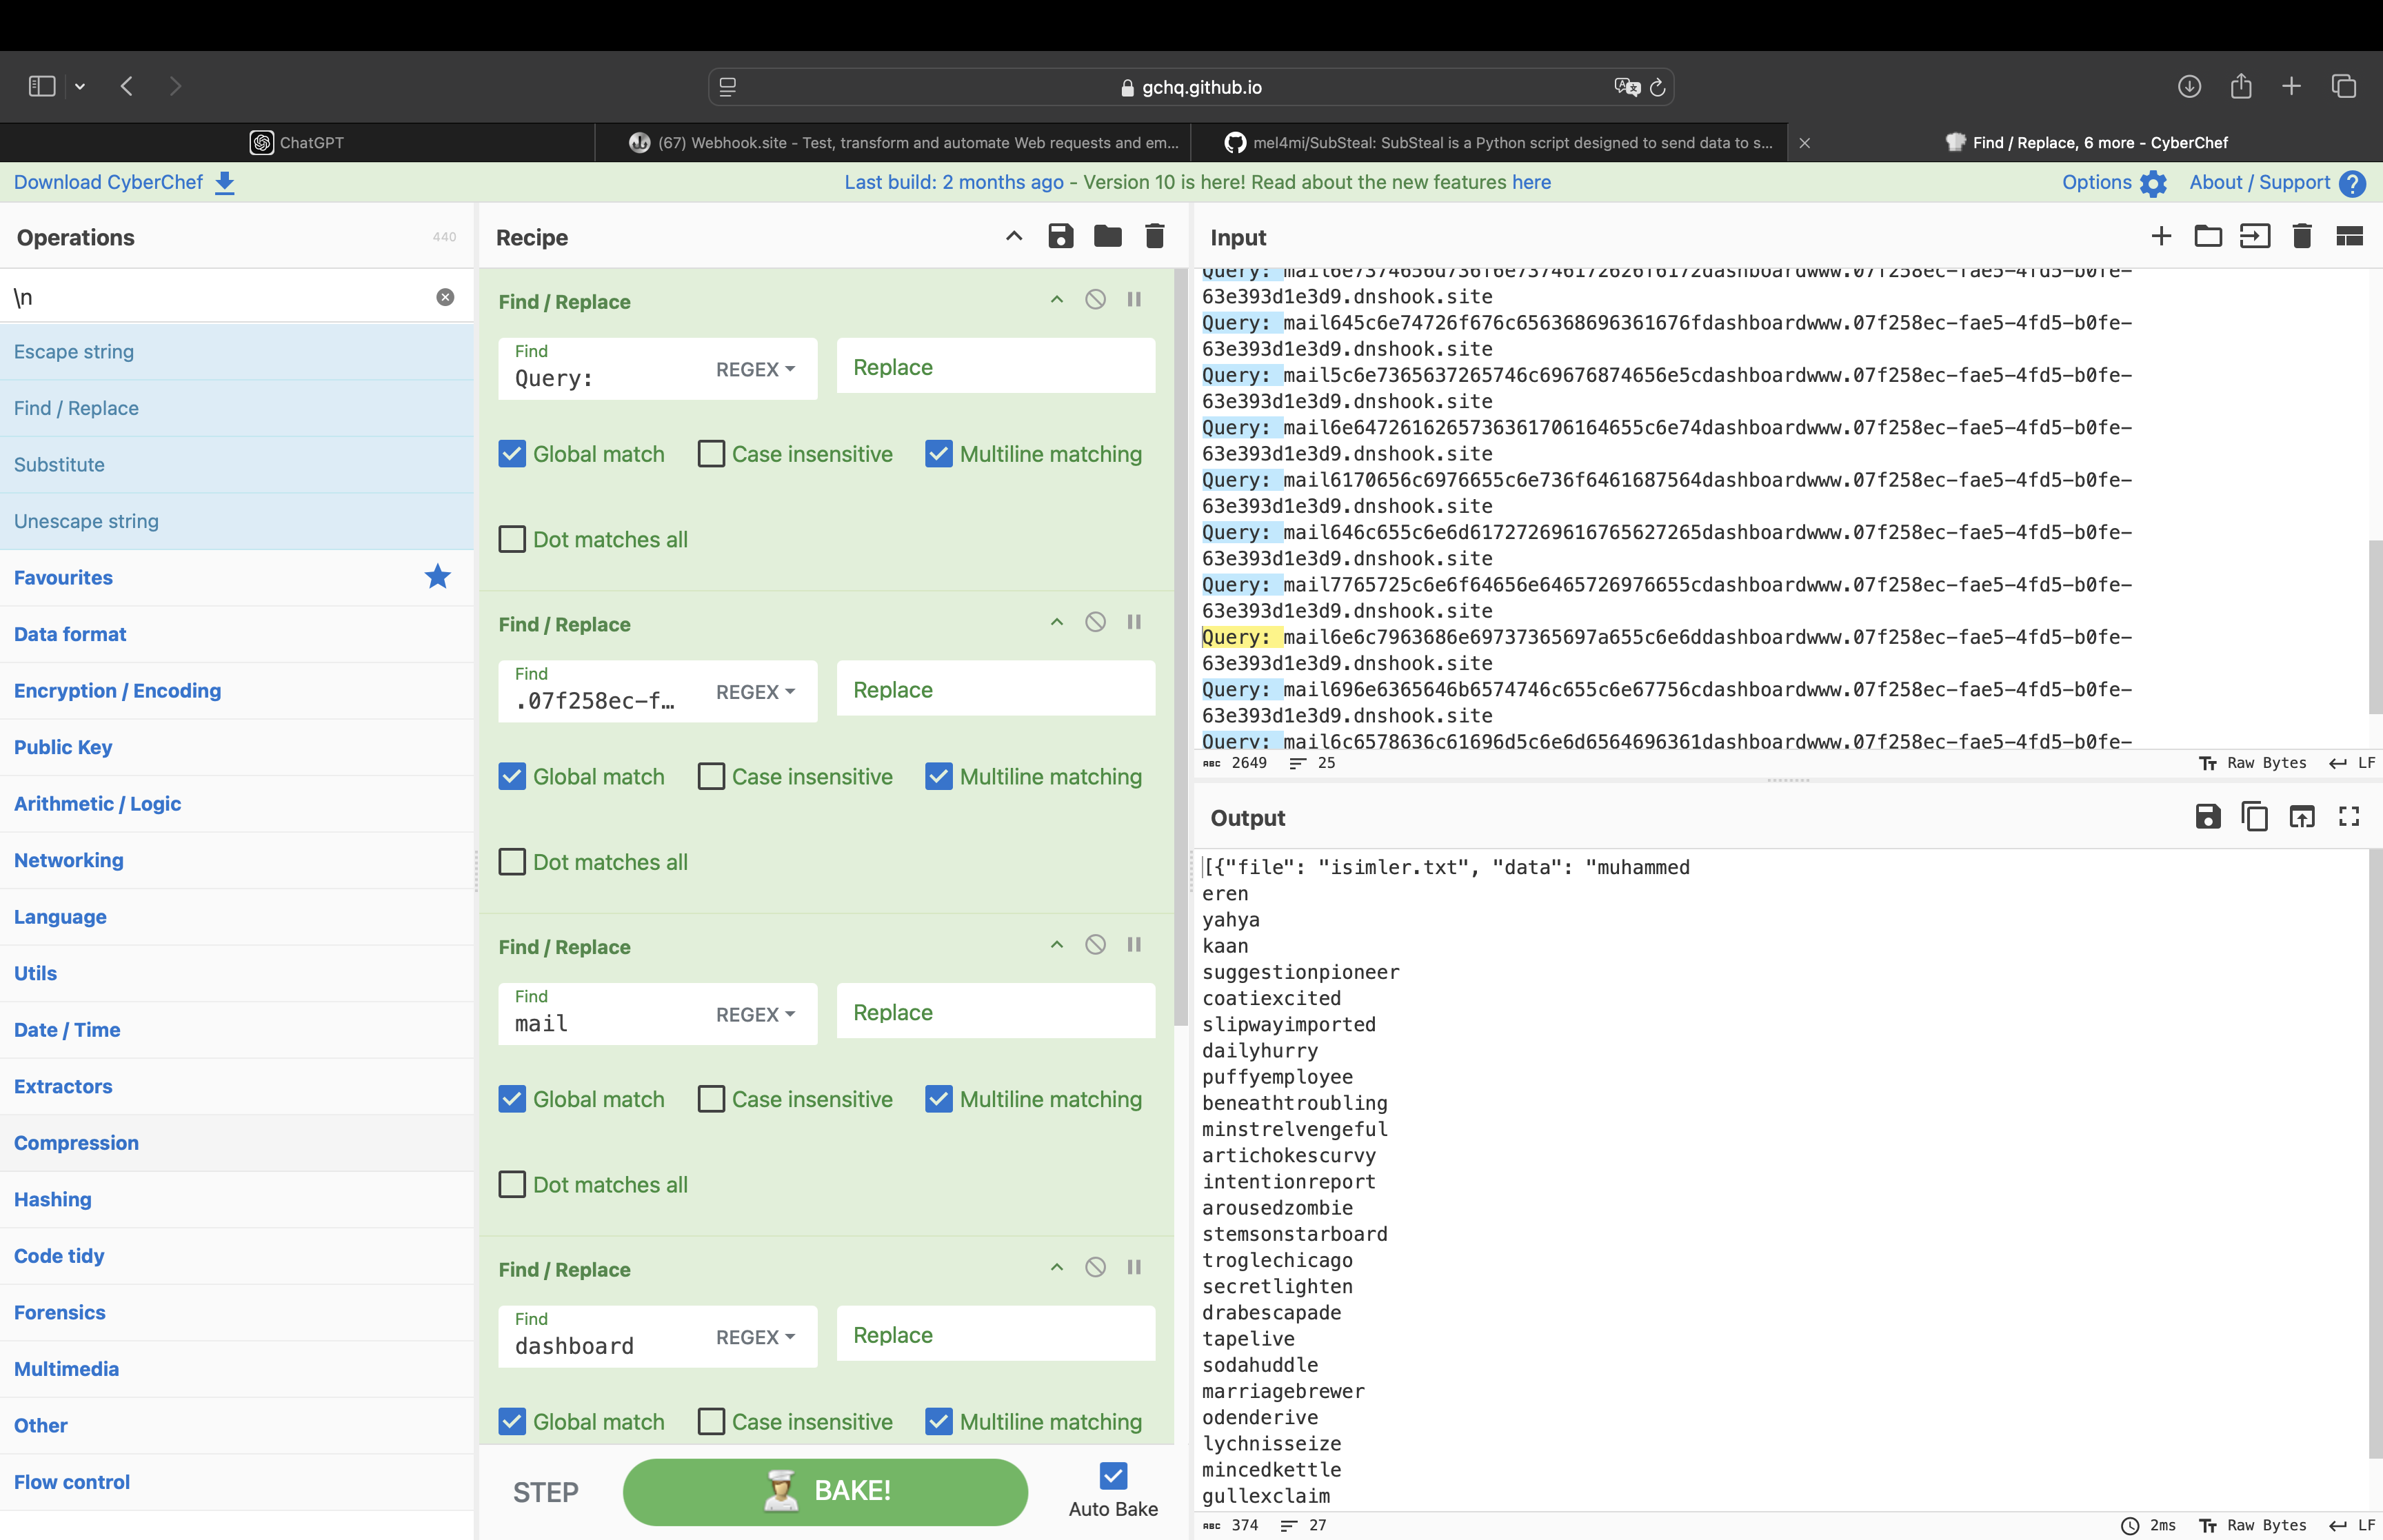 gchq.github.io
ChatGPT
(67) Webhook.site - Test, transform and automate Web requests and em...
mel4mi/SubSteal: SubSteal is a Python script designed to send data to s...
Find / Replace, 6 more - CyberChef
Download CyberChef
Last build: 2 months ago - Version 10 is here! Read about the new features here
Options
About / Support
Operations
440
\n
Escape string
Find / Replace
Substitute
Unescape string
Favourites
Data format
Encryption / Encoding
Public Key
Arithmetic / Logic
Networking
Language
Utils
Date / Time
Extractors
Compression
Hashing
Code tidy
Forensics
Multimedia
Other
Flow control
Recipe
Find / Replace
Find
Query:
REGEX
Replace
Global match
Case insensitive
Multiline matching
Dot matches all
Find / Replace
Find
.07f258ec-f…
REGEX
Replace
Global match
Case insensitive
Multiline matching
Dot matches all
Find / Replace
Find
mail
REGEX
Replace
Global match
Case insensitive
Multiline matching
Dot matches all
Find / Replace
Find
dashboard
REGEX
Replace
Global match
Case insensitive
Multiline matching
STEP
BAKE!
Auto Bake
Input
Query: mail6e7374656d736f6e73746172626f6172dashboardwww.07f258ec-fae5-4fd5-b0fe-
63e393d1e3d9.dnshook.site
Query: mail645c6e74726f676c656368696361676fdashboardwww.07f258ec-fae5-4fd5-b0fe-
63e393d1e3d9.dnshook.site
Query: mail5c6e7365637265746c69676874656e5cdashboardwww.07f258ec-fae5-4fd5-b0fe-
63e393d1e3d9.dnshook.site
Query: mail6e6472616265736361706164655c6e74dashboardwww.07f258ec-fae5-4fd5-b0fe-
63e393d1e3d9.dnshook.site
Query: mail6170656c6976655c6e736f6461687564dashboardwww.07f258ec-fae5-4fd5-b0fe-
63e393d1e3d9.dnshook.site
Query: mail646c655c6e6d61727269616765627265dashboardwww.07f258ec-fae5-4fd5-b0fe-
63e393d1e3d9.dnshook.site
Query: mail7765725c6e6f64656e6465726976655cdashboardwww.07f258ec-fae5-4fd5-b0fe-
63e393d1e3d9.dnshook.site
Query: mail6e6c7963686e69737365697a655c6e6ddashboardwww.07f258ec-fae5-4fd5-b0fe-
63e393d1e3d9.dnshook.site
Query: mail696e6365646b6574746c655c6e67756cdashboardwww.07f258ec-fae5-4fd5-b0fe-
63e393d1e3d9.dnshook.site
Query: mail6c6578636c61696d5c6e6d6564696361dashboardwww.07f258ec-fae5-4fd5-b0fe-
ABC 2649
25
Raw Bytes
LF
Output
[{"file": "isimler.txt", "data": "muhammed
eren
yahya
kaan
suggestionpioneer
coatiexcited
slipwayimported
dailyhurry
puffyemployee
beneathtroubling
minstrelvengeful
artichokescurvy
intentionreport
arousedzombie
stemsonstarboard
troglechicago
secretlighten
drabescapade
tapelive
sodahuddle
marriagebrewer
odenderive
lychnisseize
mincedkettle
gullexclaim
ABC 374
27
2ms
Raw Bytes
LF